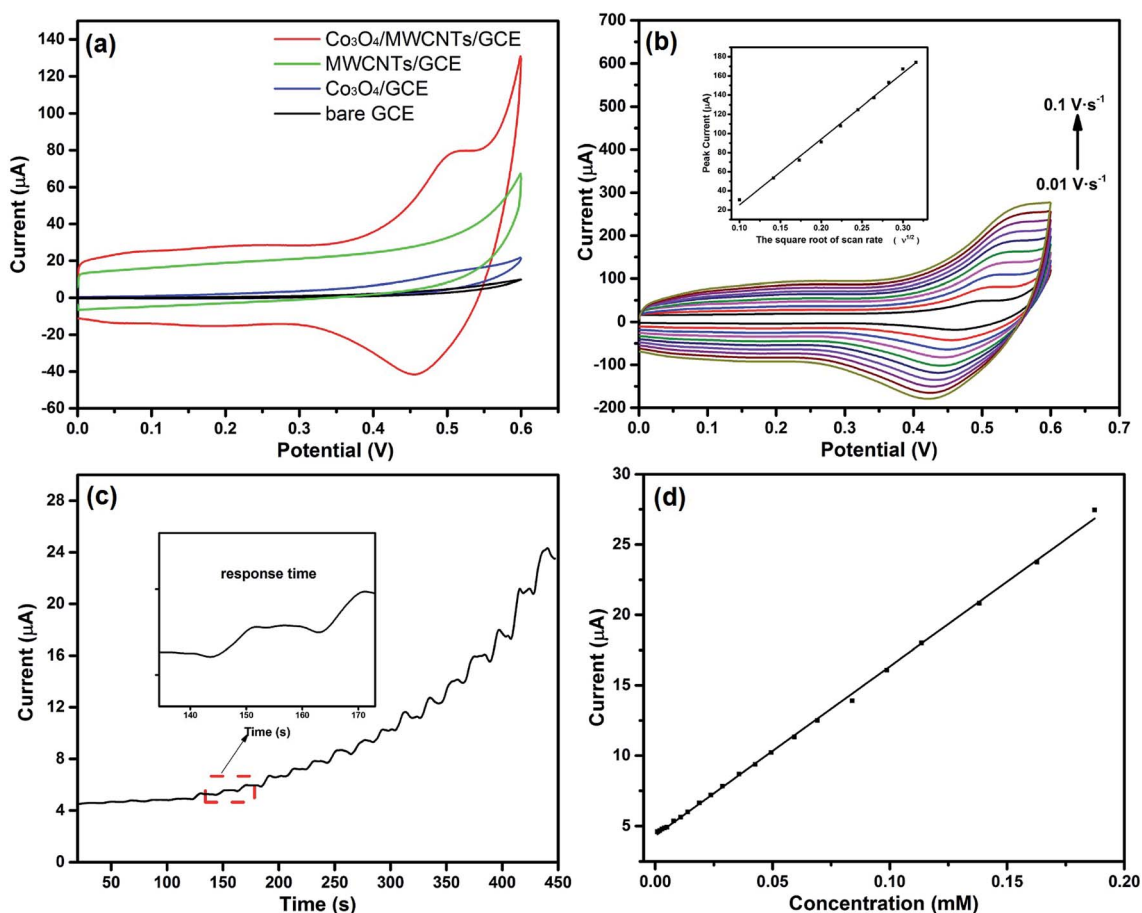 (a)
Co₃O₄/MWCNTs/GCE
MWCNTs/GCE
Co₃O₄/GCE
bare GCE
140
120
100
80
60
40
20
0
-20
-40
-60
Current (μA)
0.0 0.1 0.2 0.3 0.4 0.5 0.6
Potential (V)
(b)
700
600
500
400
300
200
100
0
-100
-200
Current (μA)
180
160
140
120
100
80
60
40
20
Peak Current (μA)
0.10 0.15 0.20 0.25 0.30
The square root of scan rate ( v¹ᐟ²)
0.1 V·s⁻¹
0.01 V·s⁻¹
0.0 0.1 0.2 0.3 0.4 0.5 0.6 0.7
Potential (V)
(c)
28
24
20
16
12
8
4
0
Current (μA)
response time
140 150 160 170
Time (s)
50 100 150 200 250 300 350 400 450
Time (s)
(d)
30
25
20
15
10
5
Current (μA)
0.00 0.05 0.10 0.15 0.20
Concentration (mM)